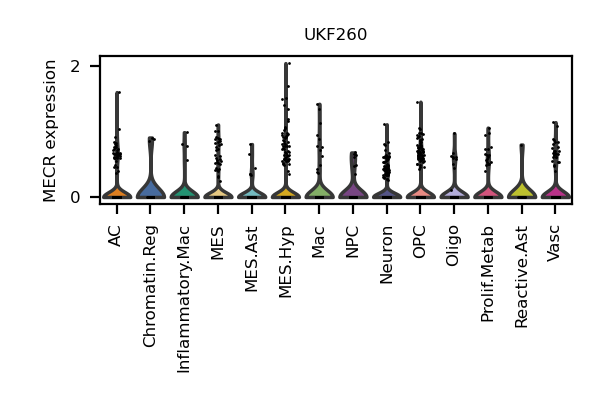 UKF260
MECR expression
2
0
AC
Chromatin.Reg
Inflammatory.Mac
MES
MES.Ast
MES.Hyp
Mac
NPC
Neuron
OPC
Oligo
Prolif.Metab
Reactive.Ast
Vasc